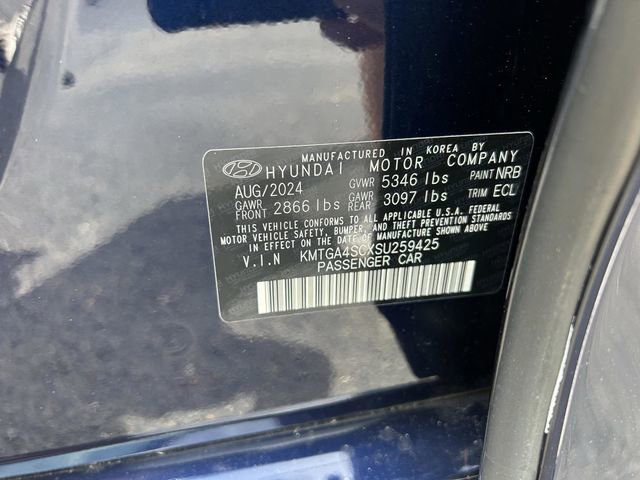 MANUFACTURED IN KOREA BY
HYUNDAI MOTOR COMPANY
AUG/2024 GVWR 5346 lbs PAINT NRB
GAWR FRONT 2866 lbs GAWR REAR 3097 lbs TRIM ECL
THIS VEHICLE CONFORMS TO ALL APPLICABLE U.S.A. FEDERAL
MOTOR VEHICLE SAFETY, BUMPER, AND THEFT PREVENTION STANDARDS
IN EFFECT ON THE DATE OF MANUFACTURE SHOWN ABOVE.
V.I.N KMTGA4SCXSU259425
PASSENGER CAR